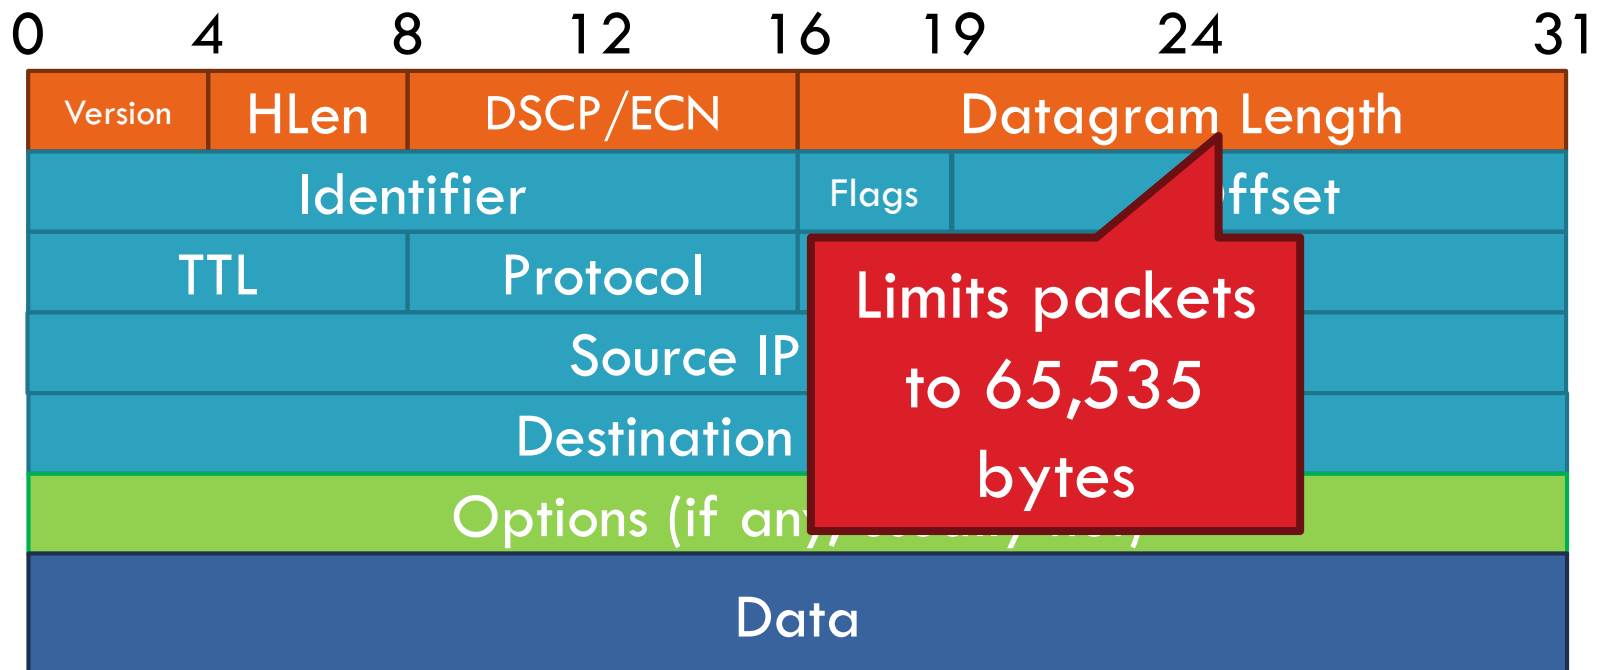 0 4 8 12 16 19 24 31
Version HLen DSCP/ECN Datagram Length
Identifier Flags ffset
TTL Protocol
Source IP
Destination
Options (if any,
Data
Limits packets
to 65,535
bytes